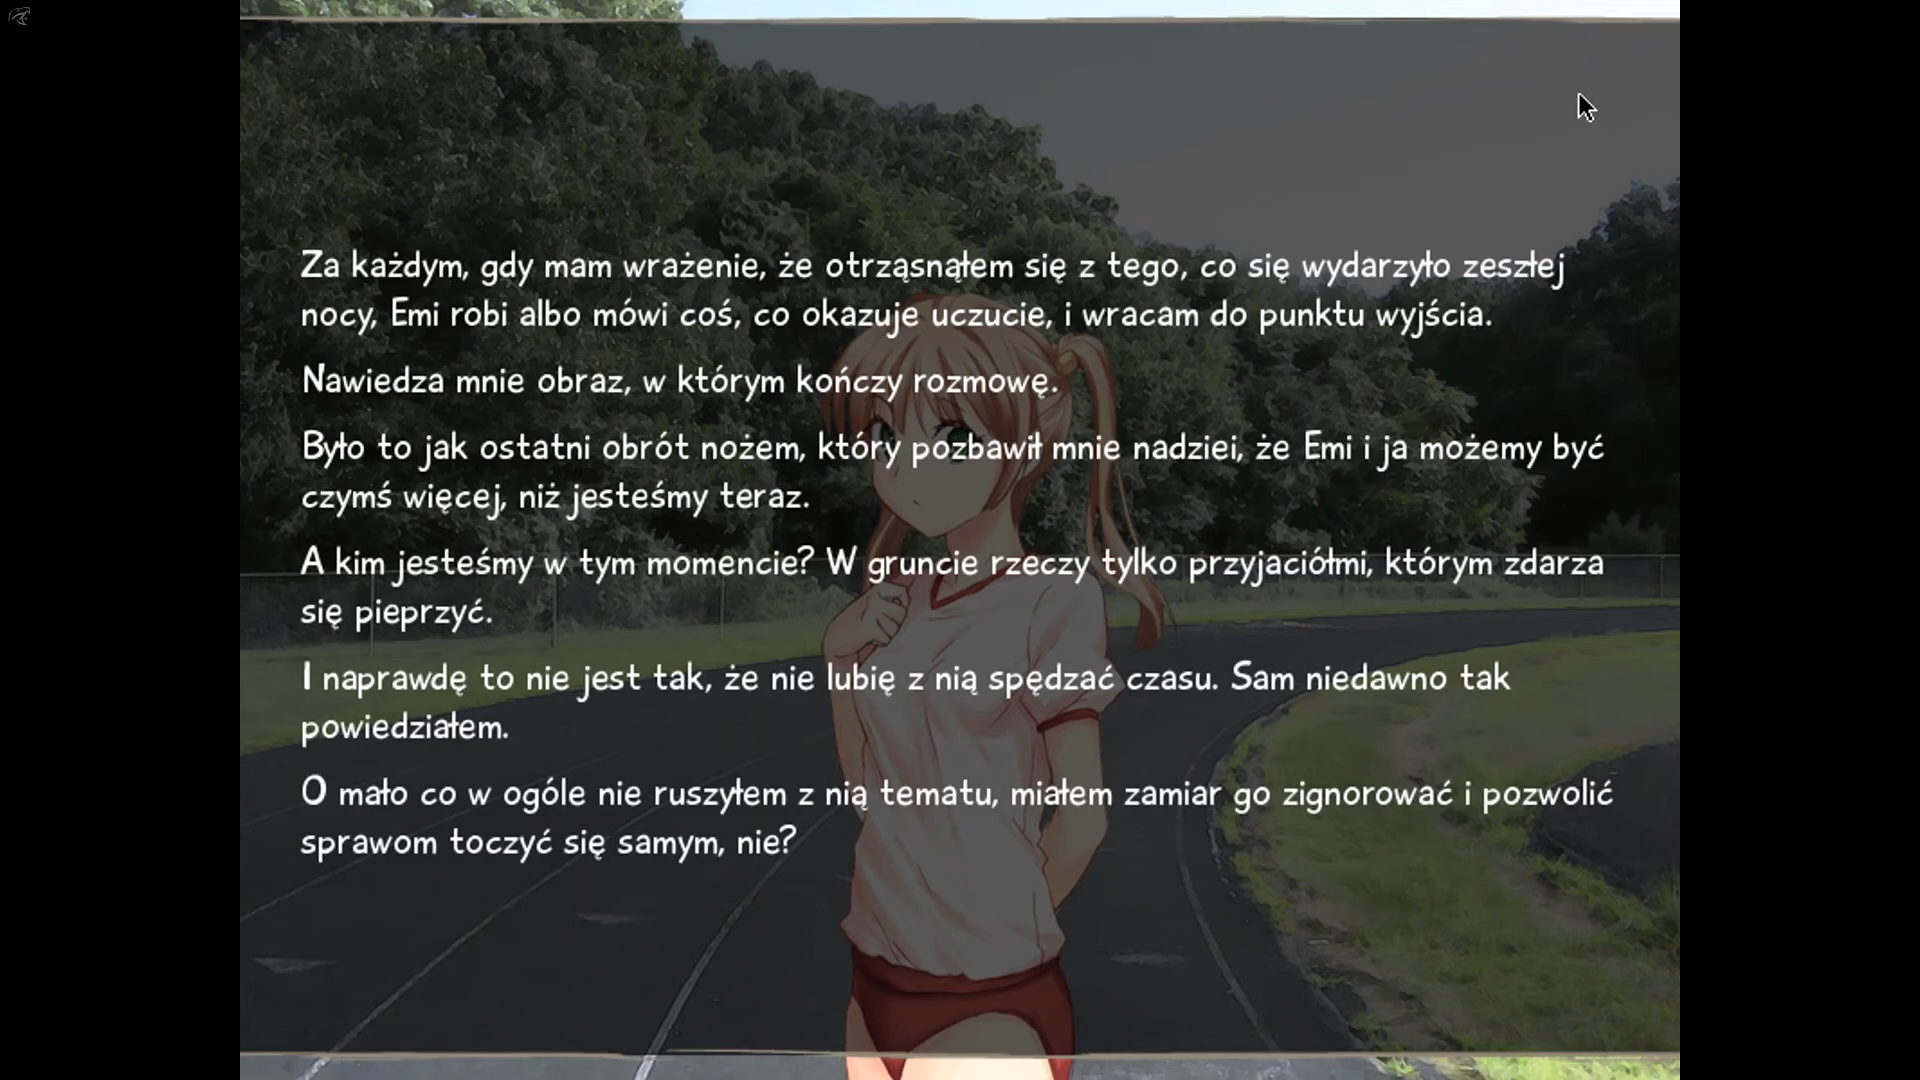 Za każdym, gdy mam wrażenie, że otrząsnąłem się z tego, co się wydarzyło zeszłej
nocy, Emi robi albo mówi coś, co okazuje uczucie, i wracam do punktu wyjścia.
Nawiedza mnie obraz, w którym kończy rozmowę.
Było to jak ostatni obrót nożem, który pozbawił mnie nadziei, że Emi i ja możemy być
czymś więcej, niż jesteśmy teraz.
A kim jesteśmy w tym momencie? W gruncie rzeczy tylko przyjaciółmi, którym zdarza
się pieprzyć.
I naprawdę to nie jest tak, że nie lubię z nią spędzać czasu. Sam niedawno tak
powiedziałem.
O mało co w ogóle nie ruszyłem z nią tematu, miałem zamiar go zignorować i pozwolić
sprawom toczyć się samym, nie?